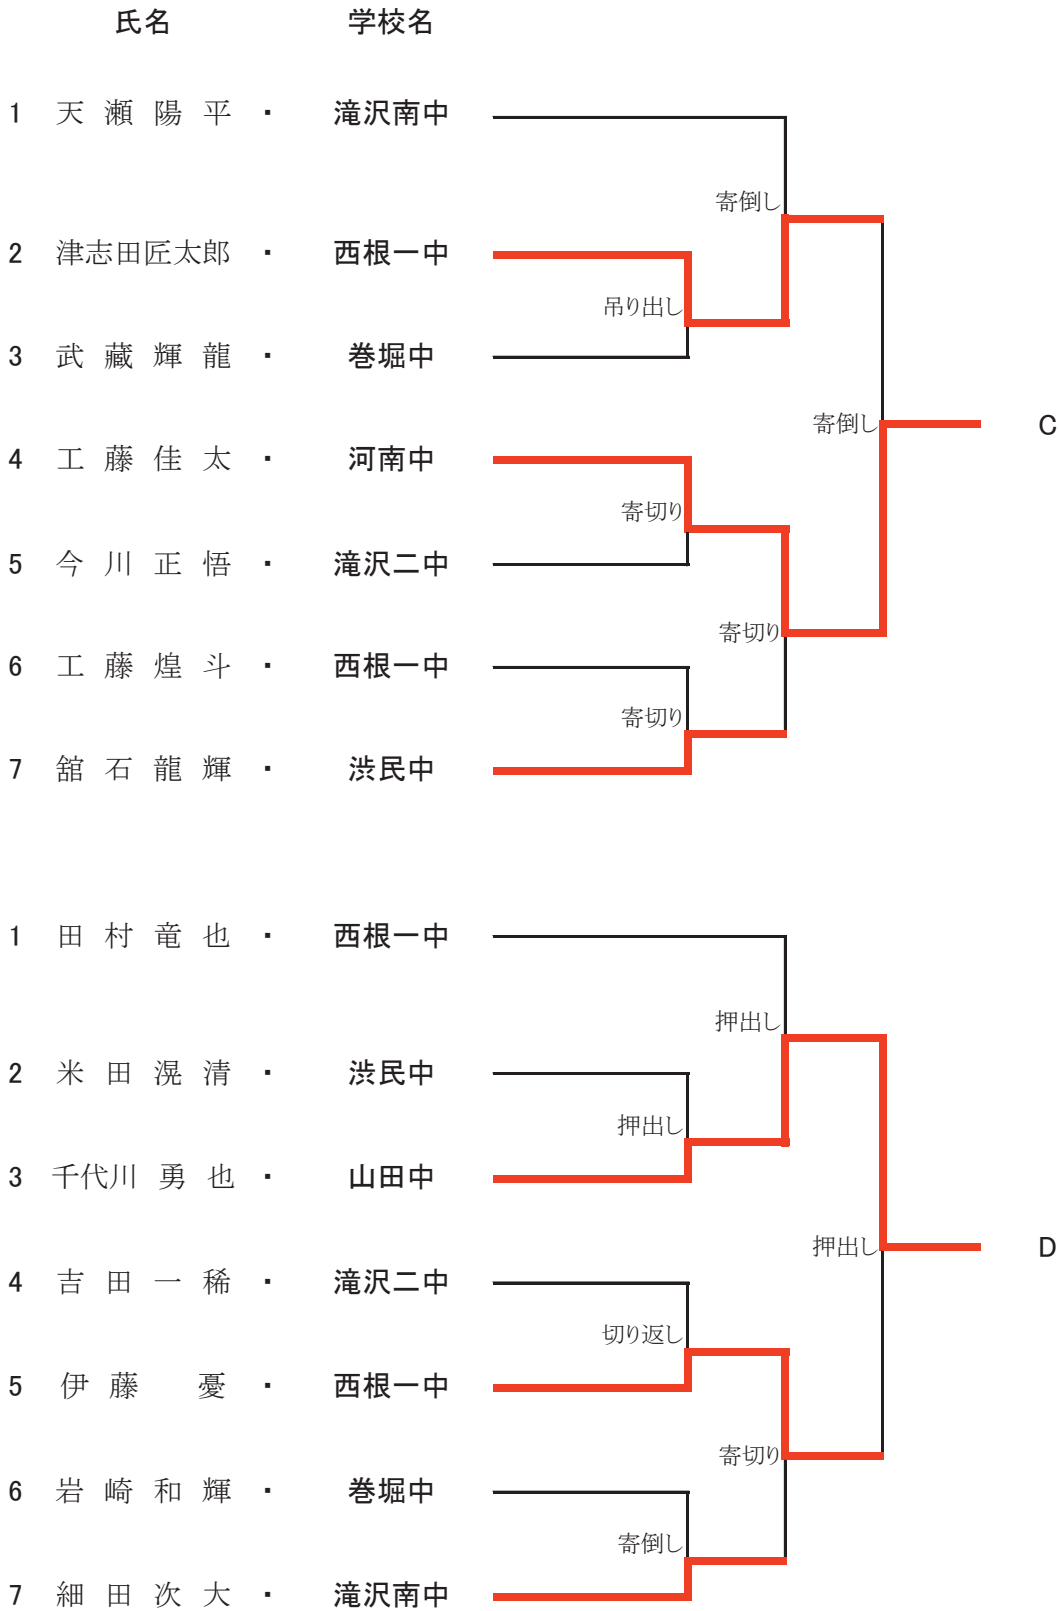 氏名 学校名
1 天瀬陽平 ・ 滝沢南中
寄倒し
2 津志田匠太郎 ・ 西根一中
吊り出し
3 武藏輝龍 ・ 巻堀中
寄倒し C
4 工藤佳太 ・ 河南中
寄切り
5 今川正悟 ・ 滝沢二中
寄切り
6 工藤煌斗 ・ 西根一中
寄切り
7 舘石龍輝 ・ 渋民中
1 田村竜也 ・ 西根一中
押出し
2 米田滉清 ・ 渋民中
押出し
3 千代川勇也 ・ 山田中
押出し D
4 吉田一稀 ・ 滝沢二中
切り返し
5 伊藤憂 ・ 西根一中
寄切り
6 岩崎和輝 ・ 巻堀中
寄倒し
7 細田次大 ・ 滝沢南中